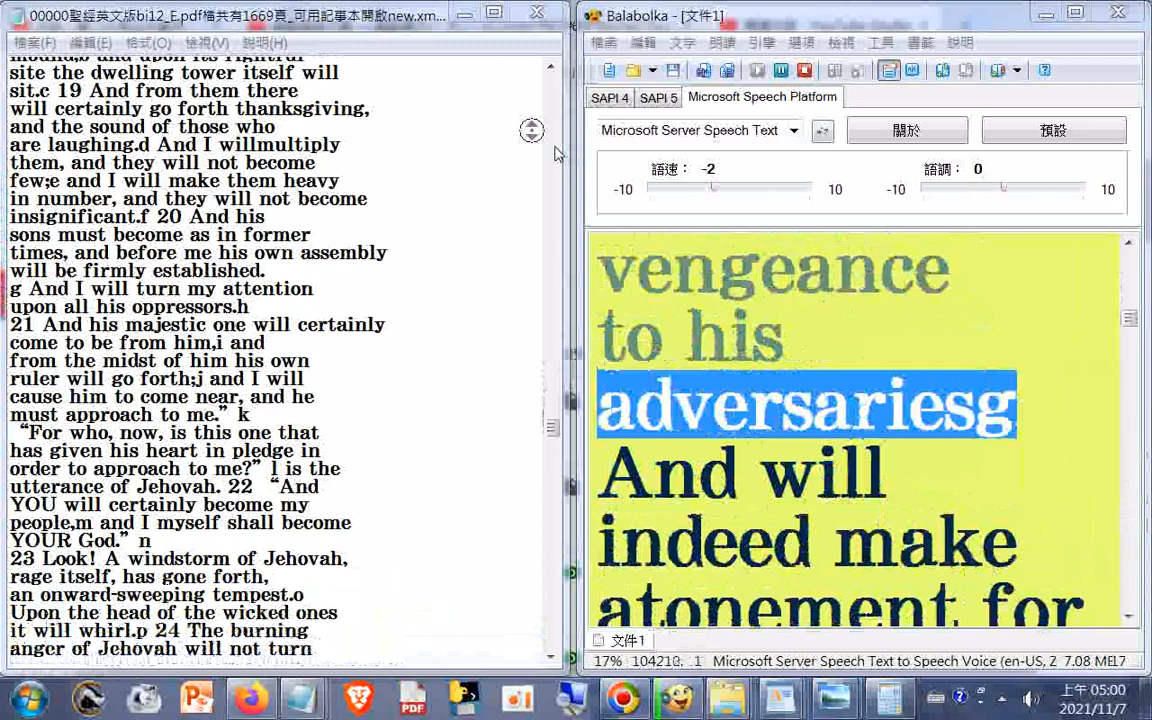 00000聖經英文版bi12_E.pdf檔共有1669頁_可用記事本開啟new.xm...
檔案(F) 編輯(E) 格式(O) 檢視(V) 說明(H)
mound,b and upon its rightful
site the dwelling tower itself will
sit.c 19 And from them there
will certainly go forth thanksgiving,
and the sound of those who
are laughing.d And I willmultiply
them, and they will not become
few;e and I will make them heavy
in number, and they will not become
insignificant.f 20 And his
sons must become as in former
times, and before me his own assembly
will be firmly established.
g And I will turn my attention
upon all his oppressors.h
21 And his majestic one will certainly
come to be from him,i and
from the midst of him his own
ruler will go forth;j and I will
cause him to come near, and he
must approach to me.” k
“For who, now, is this one that
has given his heart in pledge in
order to approach to me?” l is the
utterance of Jehovah. 22 “And
YOU will certainly become my
people,m and I myself shall become
YOUR God.” n
23 Look! A windstorm of Jehovah,
rage itself, has gone forth,
an onward-sweeping tempest.o
Upon the head of the wicked ones
it will whirl.p 24 The burning
anger of Jehovah will not turn
Balabolka - [文件1]
檔案 編輯 文字 朗讀 引擎 選項 檢視 工具 書籤 說明
SAPI 4 SAPI 5 Microsoft Speech Platform
Microsoft Server Speech Text 關於 預設
語速： -2 語調： 0
-10 10 -10 10
vengeance
to his
adversariesg
And will
indeed make
atonement for
文件1
17% 104210. 1 Microsoft Server Speech Text to Speech Voice (en-US, 2 7.08 ME17
上午 05:00
2021/11/7